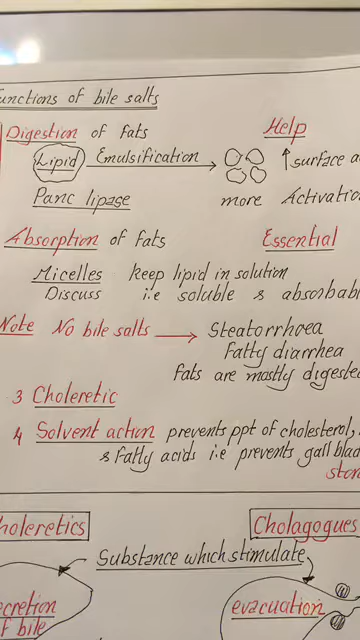 unctions of bile salts
Digestion of fats Help
Lipid Emulsification ↑ surface a
Panc lipase more Activatio
Absorption of fats Essential
Micelles keep lipid in solution
Discuss i.e soluble & absorbab
Note No bile salts → Steatorrhoea
Fatty diarrhea
Fats are mostly digested
3 Choleretic
4 Solvent action prevents ppt of cholesterol,
& fatty acids i.e prevents gall blad
ston
holeretics Cholagogues
Substance which stimulate
ecretion evacuation
f bile